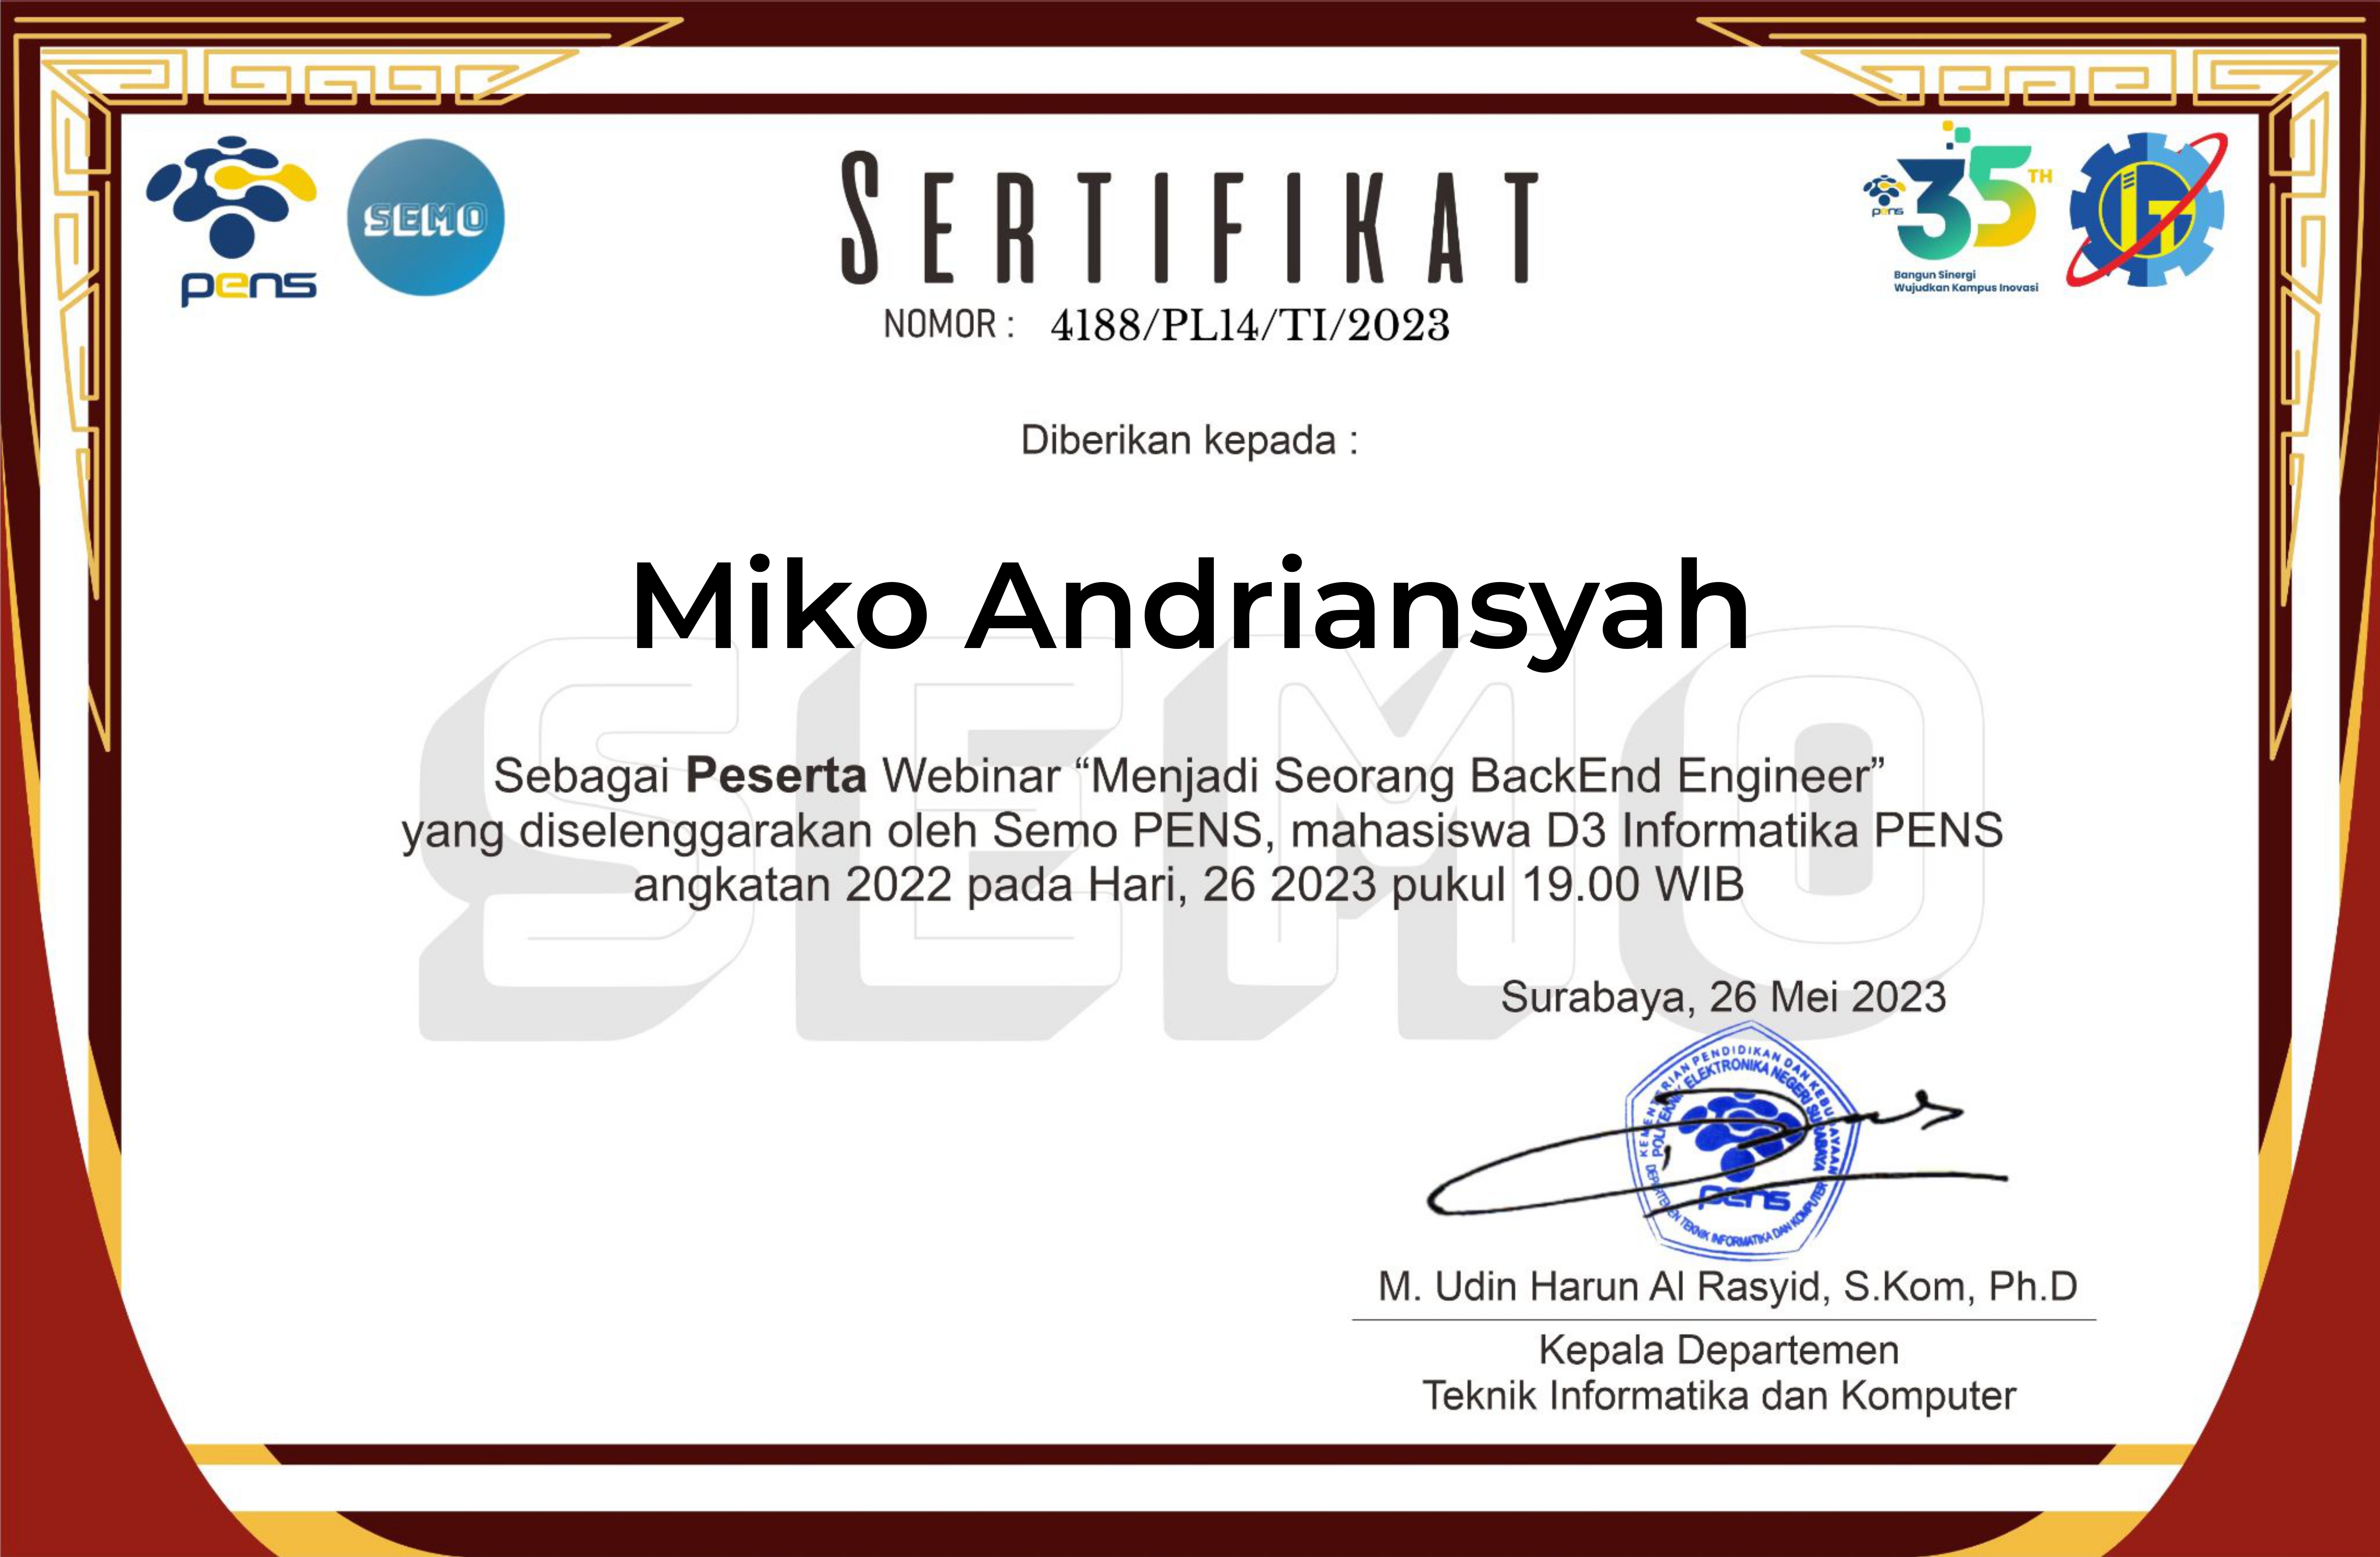 pens
SEMO
SERTIFIKAT
pens
35TH
Bangun Sinergi
Wujudkan Kampus Inovasi
NOMOR : 4188/PL14/TI/2023
Diberikan kepada :
Miko Andriansyah
SEMO
Sebagai Peserta Webinar “Menjadi Seorang BackEnd Engineer”
yang diselenggarakan oleh Semo PENS, mahasiswa D3 Informatika PENS
angkatan 2022 pada Hari, 26 2023 pukul 19.00 WIB
Surabaya, 26 Mei 2023
KEMENTERIAN PENDIDIKAN DAN KEBUDAYAAN
POLITEKNIK ELEKTRONIKA NEGERI SURABAYA
pens
DEPARTEMEN TEKNIK INFORMATIKA DAN KOMPUTER
M. Udin Harun Al Rasyid, S.Kom, Ph.D
Kepala Departemen
Teknik Informatika dan Komputer